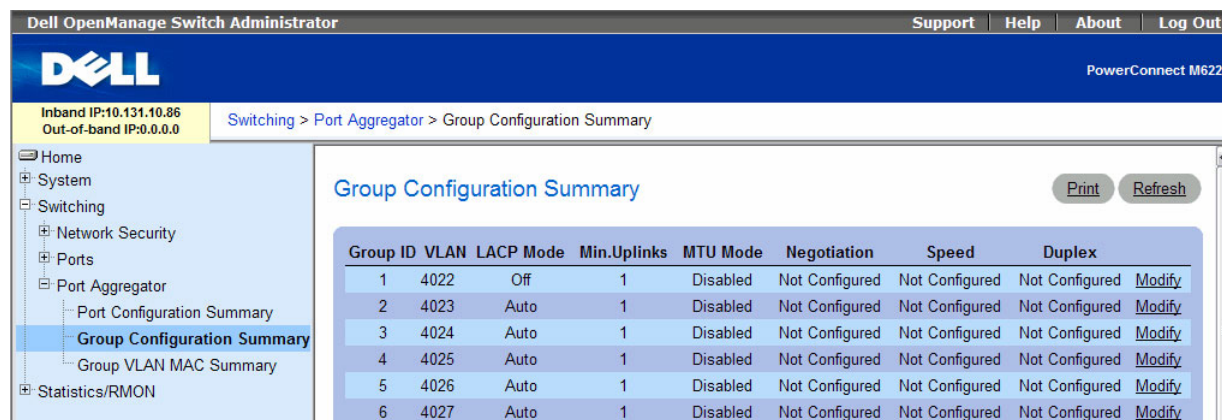 Dell OpenManage Switch Administrator
Support Help About Log Out
DELL
PowerConnect M622
Inband IP:10.131.10.86
Out-of-band IP:0.0.0.0
Switching > Port Aggregator > Group Configuration Summary
Home
System
Switching
Network Security
Ports
Port Aggregator
Port Configuration Summary
Group Configuration Summary
Group VLAN MAC Summary
Statistics/RMON
Group Configuration Summary
Print Refresh
Group ID VLAN LACP Mode Min.Uplinks MTU Mode Negotiation Speed Duplex
1 4022 Off 1 Disabled Not Configured Not Configured Not Configured Modify
2 4023 Auto 1 Disabled Not Configured Not Configured Not Configured Modify
3 4024 Auto 1 Disabled Not Configured Not Configured Not Configured Modify
4 4025 Auto 1 Disabled Not Configured Not Configured Not Configured Modify
5 4026 Auto 1 Disabled Not Configured Not Configured Not Configured Modify
6 4027 Auto 1 Disabled Not Configured Not Configured Not Configured Modify